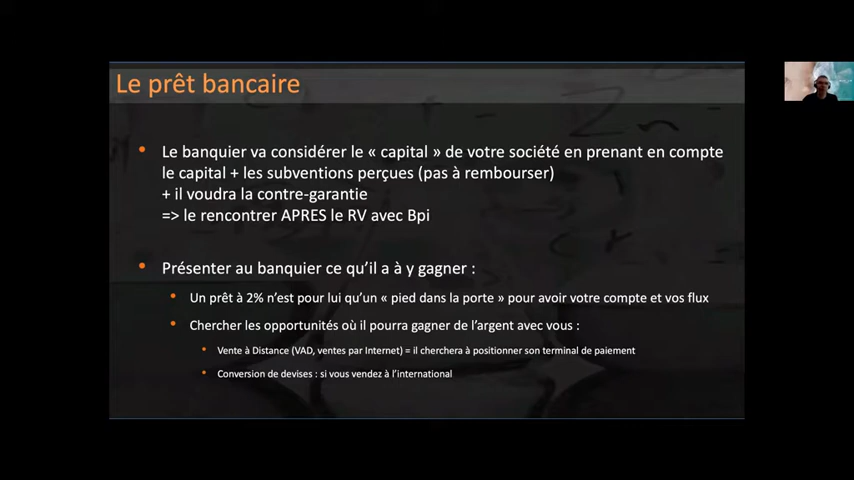 Le prêt bancaire
Le banquier va considérer le « capital » de votre société en prenant en compte
le capital + les subventions perçues (pas à rembourser)
+ il voudra la contre-garantie
=> le rencontrer APRES le RV avec Bpi
Présenter au banquier ce qu'il a à y gagner :
Un prêt à 2% n'est pour lui qu'un « pied dans la porte » pour avoir votre compte et vos flux
Chercher les opportunités où il pourra gagner de l'argent avec vous :
Vente à Distance (VAD, ventes par Internet) = il cherchera à positionner son terminal de paiement
Conversion de devises : si vous vendez à l'international